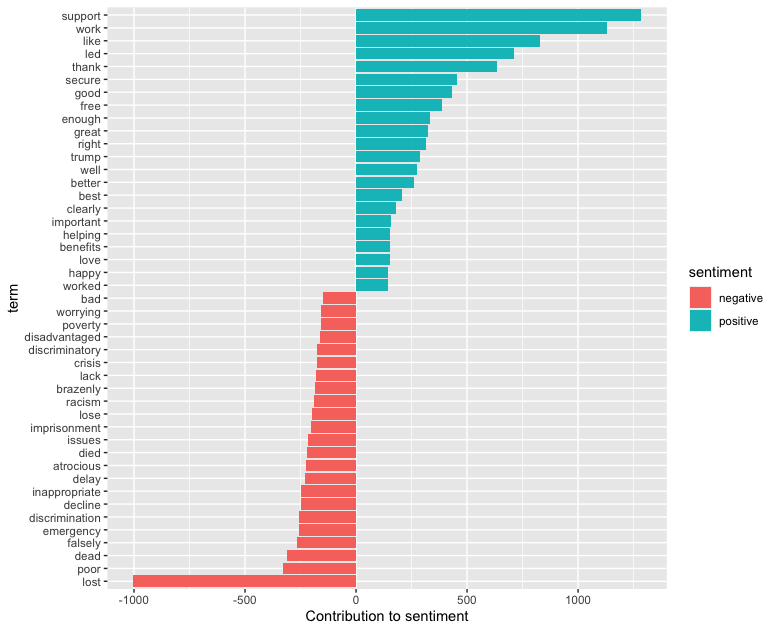 support
work
like
led
thank
secure
good
free
enough
great
right
trump
well
better
best
clearly
important
helping
benefits
love
happy
worked
bad
worrying
poverty
disadvantaged
discriminatory
crisis
lack
brazenly
racism
lose
imprisonment
issues
died
atrocious
delay
inappropriate
decline
discrimination
emergency
falsely
dead
poor
lost
term
-1000 -500 0 500 1000
Contribution to sentiment
sentiment
negative
positive